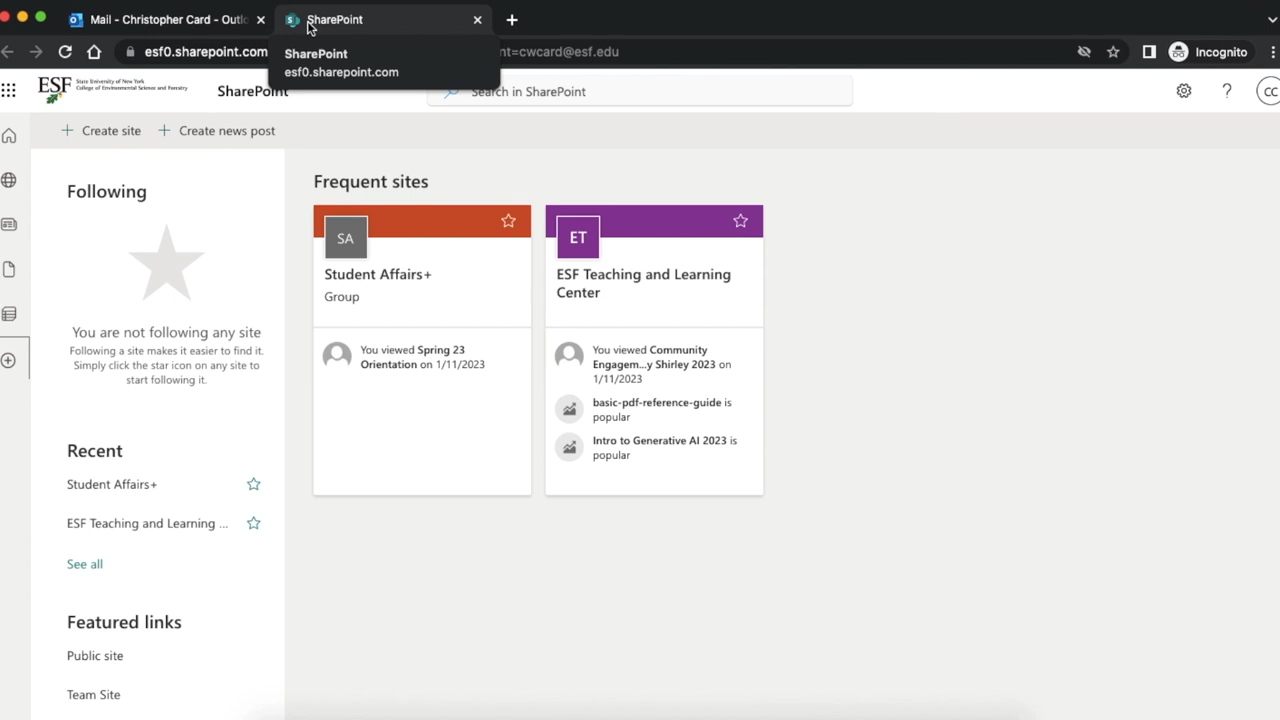 Mail - Christopher Card - Outlo
SharePoint
esf0.sharepoint.com
nt=cwcard@esf.edu
Incognito
SharePoint
esf0.sharepoint.com
ESF
State University of New York
College of Environmental Science and Forestry
SharePoint
Search in SharePoint
CC
Create site
Create news post
Following
You are not following any site
Following a site makes it easier to find it.
Simply click the star icon on any site to
start following it.
Recent
Student Affairs+
ESF Teaching and Learning ...
See all
Featured links
Public site
Team Site
Frequent sites
SA
Student Affairs+
Group
You viewed Spring 23
Orientation on 1/11/2023
ET
ESF Teaching and Learning
Center
You viewed Community
Engagem...y Shirley 2023 on
1/11/2023
basic-pdf-reference-guide is
popular
Intro to Generative AI 2023 is
popular